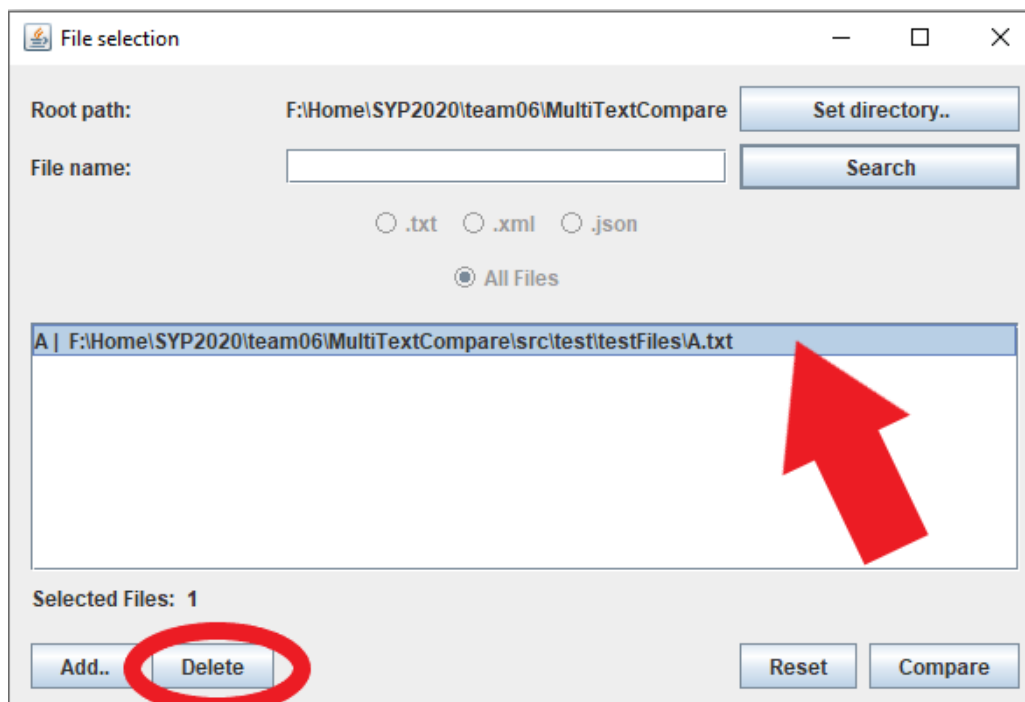 File selection
Root path: F:\Home\SYP2020\team06\MultiTextCompare Set directory..
File name: Search
.txt .xml .json
All Files
A | F:\Home\SYP2020\team06\MultiTextCompare\src\test\testFiles\A.txt
Selected Files: 1
Add.. Delete Reset Compare